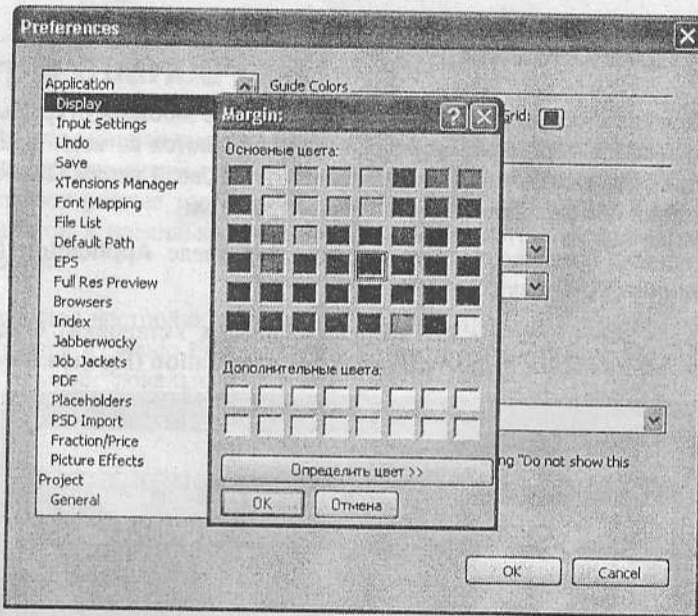 Preferences
Application
Display
Input Settings
Undo
Save
XTensions Manager
Font Mapping
File List
Default Path
EPS
Full Res Preview
Browsers
Index
Jabberwocky
Job Jackets
PDF
Placeholders
PSD Import
Fraction/Price
Picture Effects
Project
General
Guide Colors
Grid:
Margin:
Основные цвета:
Дополнительные цвета:
Определить цвет >>
OK
Отмена
ng "Do not show this
OK
Cancel